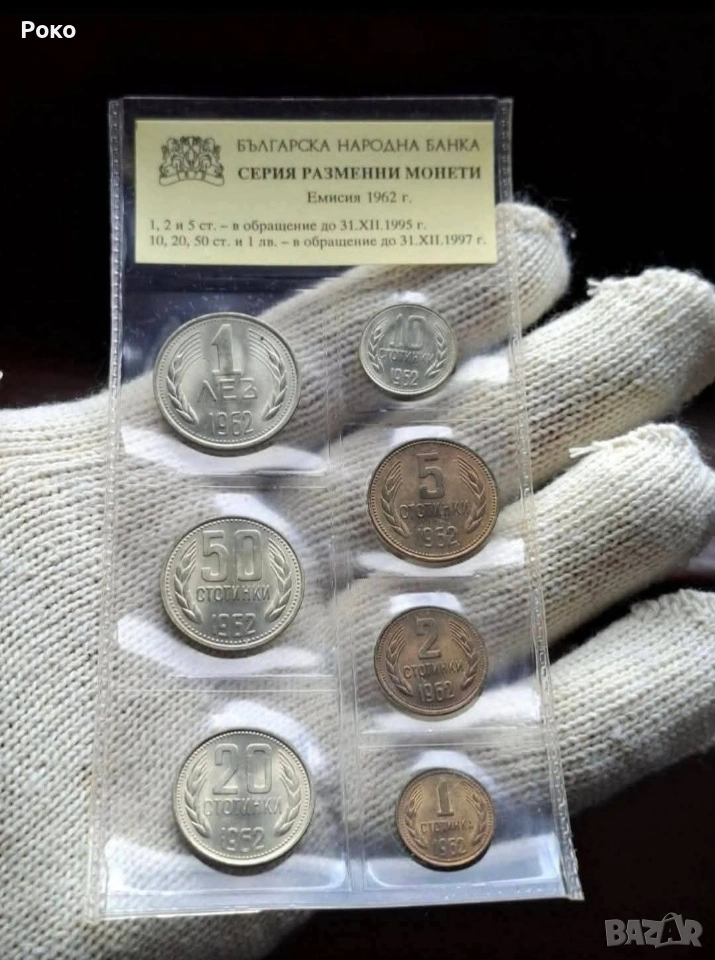 Роко
БЪЛГАРСКА НАРОДНА БАНКА
СЕРИЯ РАЗМЕННИ МОНЕТИ
Емисия 1962 г.
1, 2 и 5 ст. – в обращение до 31.XII.1995 г.
10, 20, 50 ст. и 1 лв. – в обращение до 31.XII.1997 г.
1
ЛЕВ
1962
10
СТОТИНКИ
1962
5
СТОТИНКИ
1962
50
СТОТИНКИ
1962
2
СТОТИНКИ
1962
20
СТОТИНКИ
1962
1
СТОТИНКА
1962
BAZAR